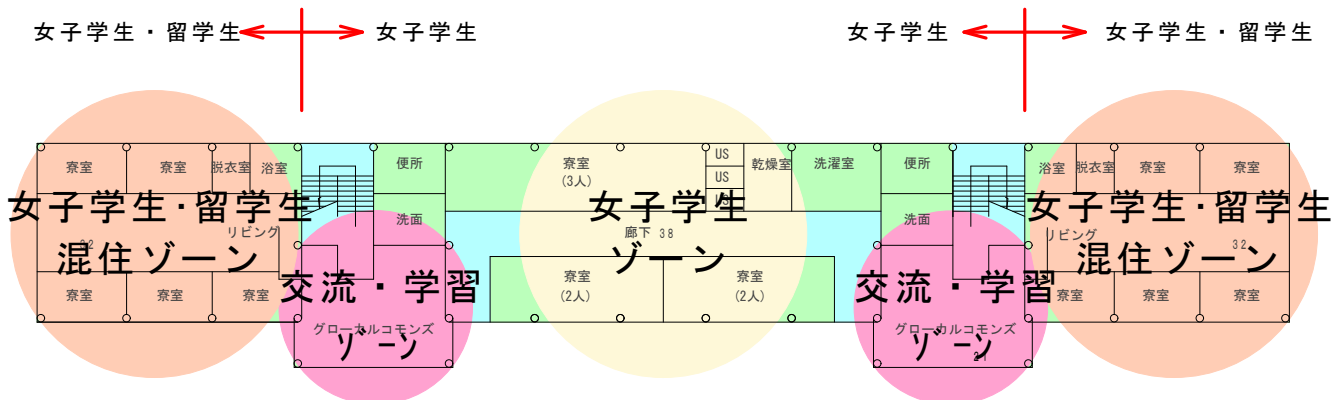 女子学生・留学生
女子学生
女子学生
女子学生・留学生
寮室
寮室
脱衣室
浴室
便所
寮室
(3人)
US
US
US
乾燥室
洗濯室
便所
浴室
脱衣室
寮室
寮室
女子学生・留学生
混住ゾーン
リビング
32
洗面
女子学生
ゾーン
廊下 38
洗面
女子学生・留学生
混住ゾーン
リビング
32
寮室
寮室
寮室
交流・学習
ゾーン
グローカルコモンズ
寮室
(2人)
寮室
(2人)
交流・学習
ゾーン
グローカルコモンズ
21
寮室
寮室
寮室